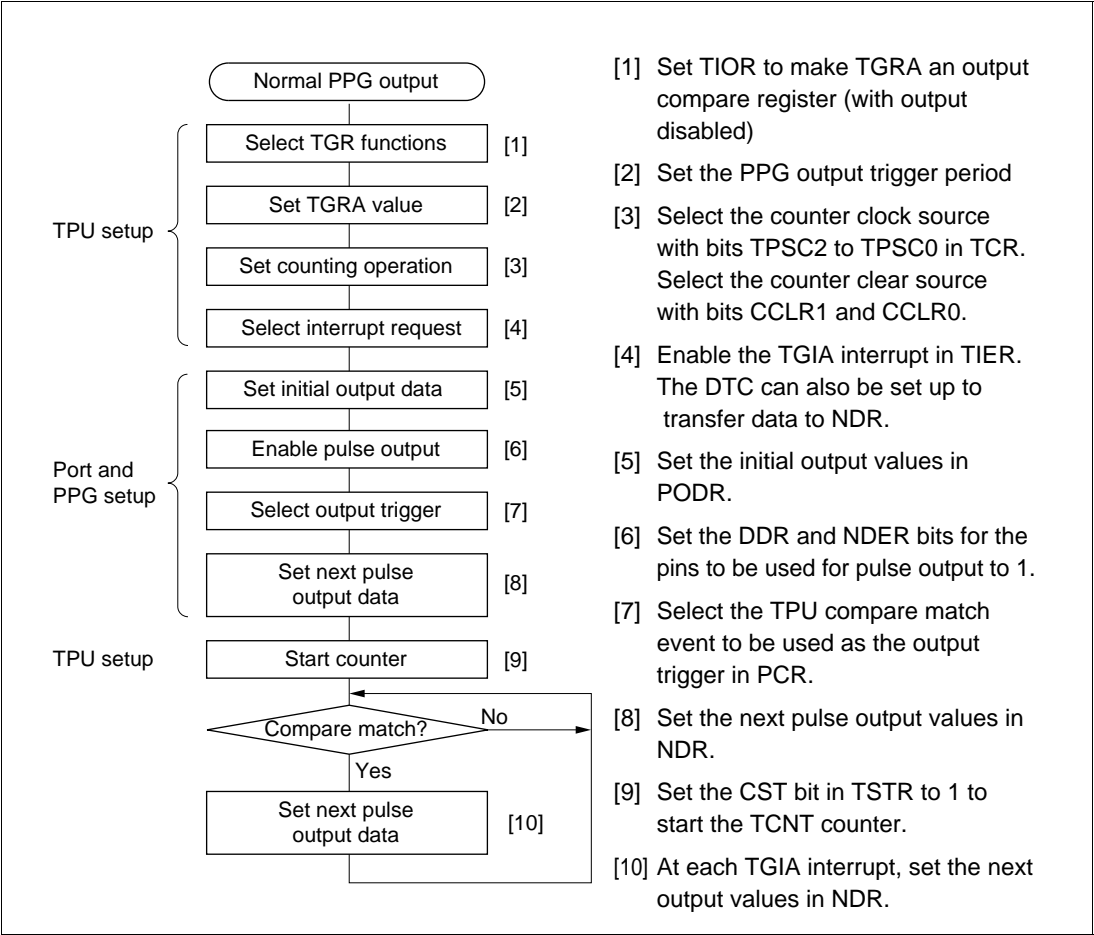 Normal PPG output
Select TGR functions [1]
Set TGRA value [2]
TPU setup
Set counting operation [3]
Select interrupt request [4]
Set initial output data [5]
Enable pulse output [6]
Port and
PPG setup
Select output trigger [7]
Set next pulse
output data
[8]
TPU setup
Start counter [9]
Compare match?
No
Yes
Set next pulse
output data
[10]
[1] Set TIOR to make TGRA an output
compare register (with output
disabled)
[2] Set the PPG output trigger period
[3] Select the counter clock source
with bits TPSC2 to TPSC0 in TCR.
Select the counter clear source
with bits CCLR1 and CCLR0.
[4] Enable the TGIA interrupt in TIER.
The DTC can also be set up to
transfer data to NDR.
[5] Set the initial output values in
PODR.
[6] Set the DDR and NDER bits for the
pins to be used for pulse output to 1.
[7] Select the TPU compare match
event to be used as the output
trigger in PCR.
[8] Set the next pulse output values in
NDR.
[9] Set the CST bit in TSTR to 1 to
start the TCNT counter.
[10] At each TGIA interrupt, set the next
output values in NDR.